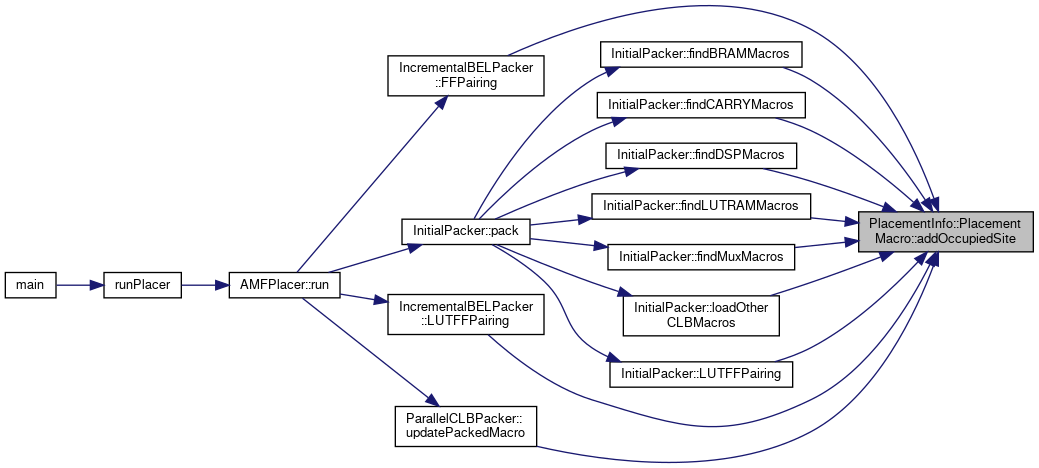 main
runPlacer
AMFPlacer::run
IncrementalBELPacker
::FFPairing
InitialPacker::pack
IncrementalBELPacker
::LUTFFPairing
ParallelCLBPacker::
updatePackedMacro
InitialPacker::findBRAMMacros
InitialPacker::findCARRYMacros
InitialPacker::findDSPMacros
InitialPacker::findLUTRAMMacros
InitialPacker::findMuxMacros
InitialPacker::loadOther
CLBMacros
InitialPacker::LUTFFPairing
PlacementInfo::Placement
Macro::addOccupiedSite